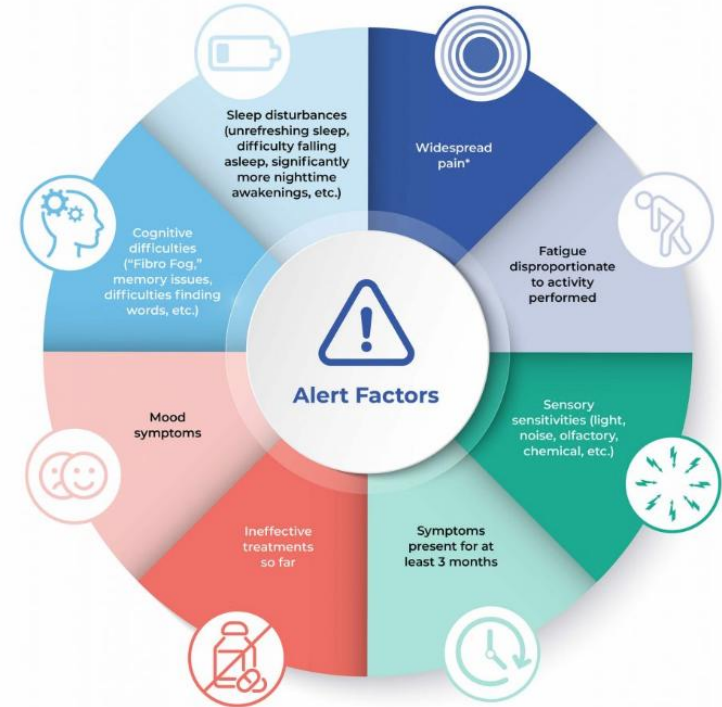 Sleep disturbances
(unrefreshing sleep,
difficulty falling
asleep, significantly
more nighttime
awakenings, etc.)
Widespread
pain*
Fatigue
disproportionate
to activity
performed
Sensory
sensitivities (light,
noise, olfactory,
chemical, etc.)
Symptoms
present for at
least 3 months
Ineffective
treatments
so far
Mood
symptoms
Cognitive
difficulties
("Fibro Fog,"
memory issues,
difficulties finding
words, etc.)
Alert Factors